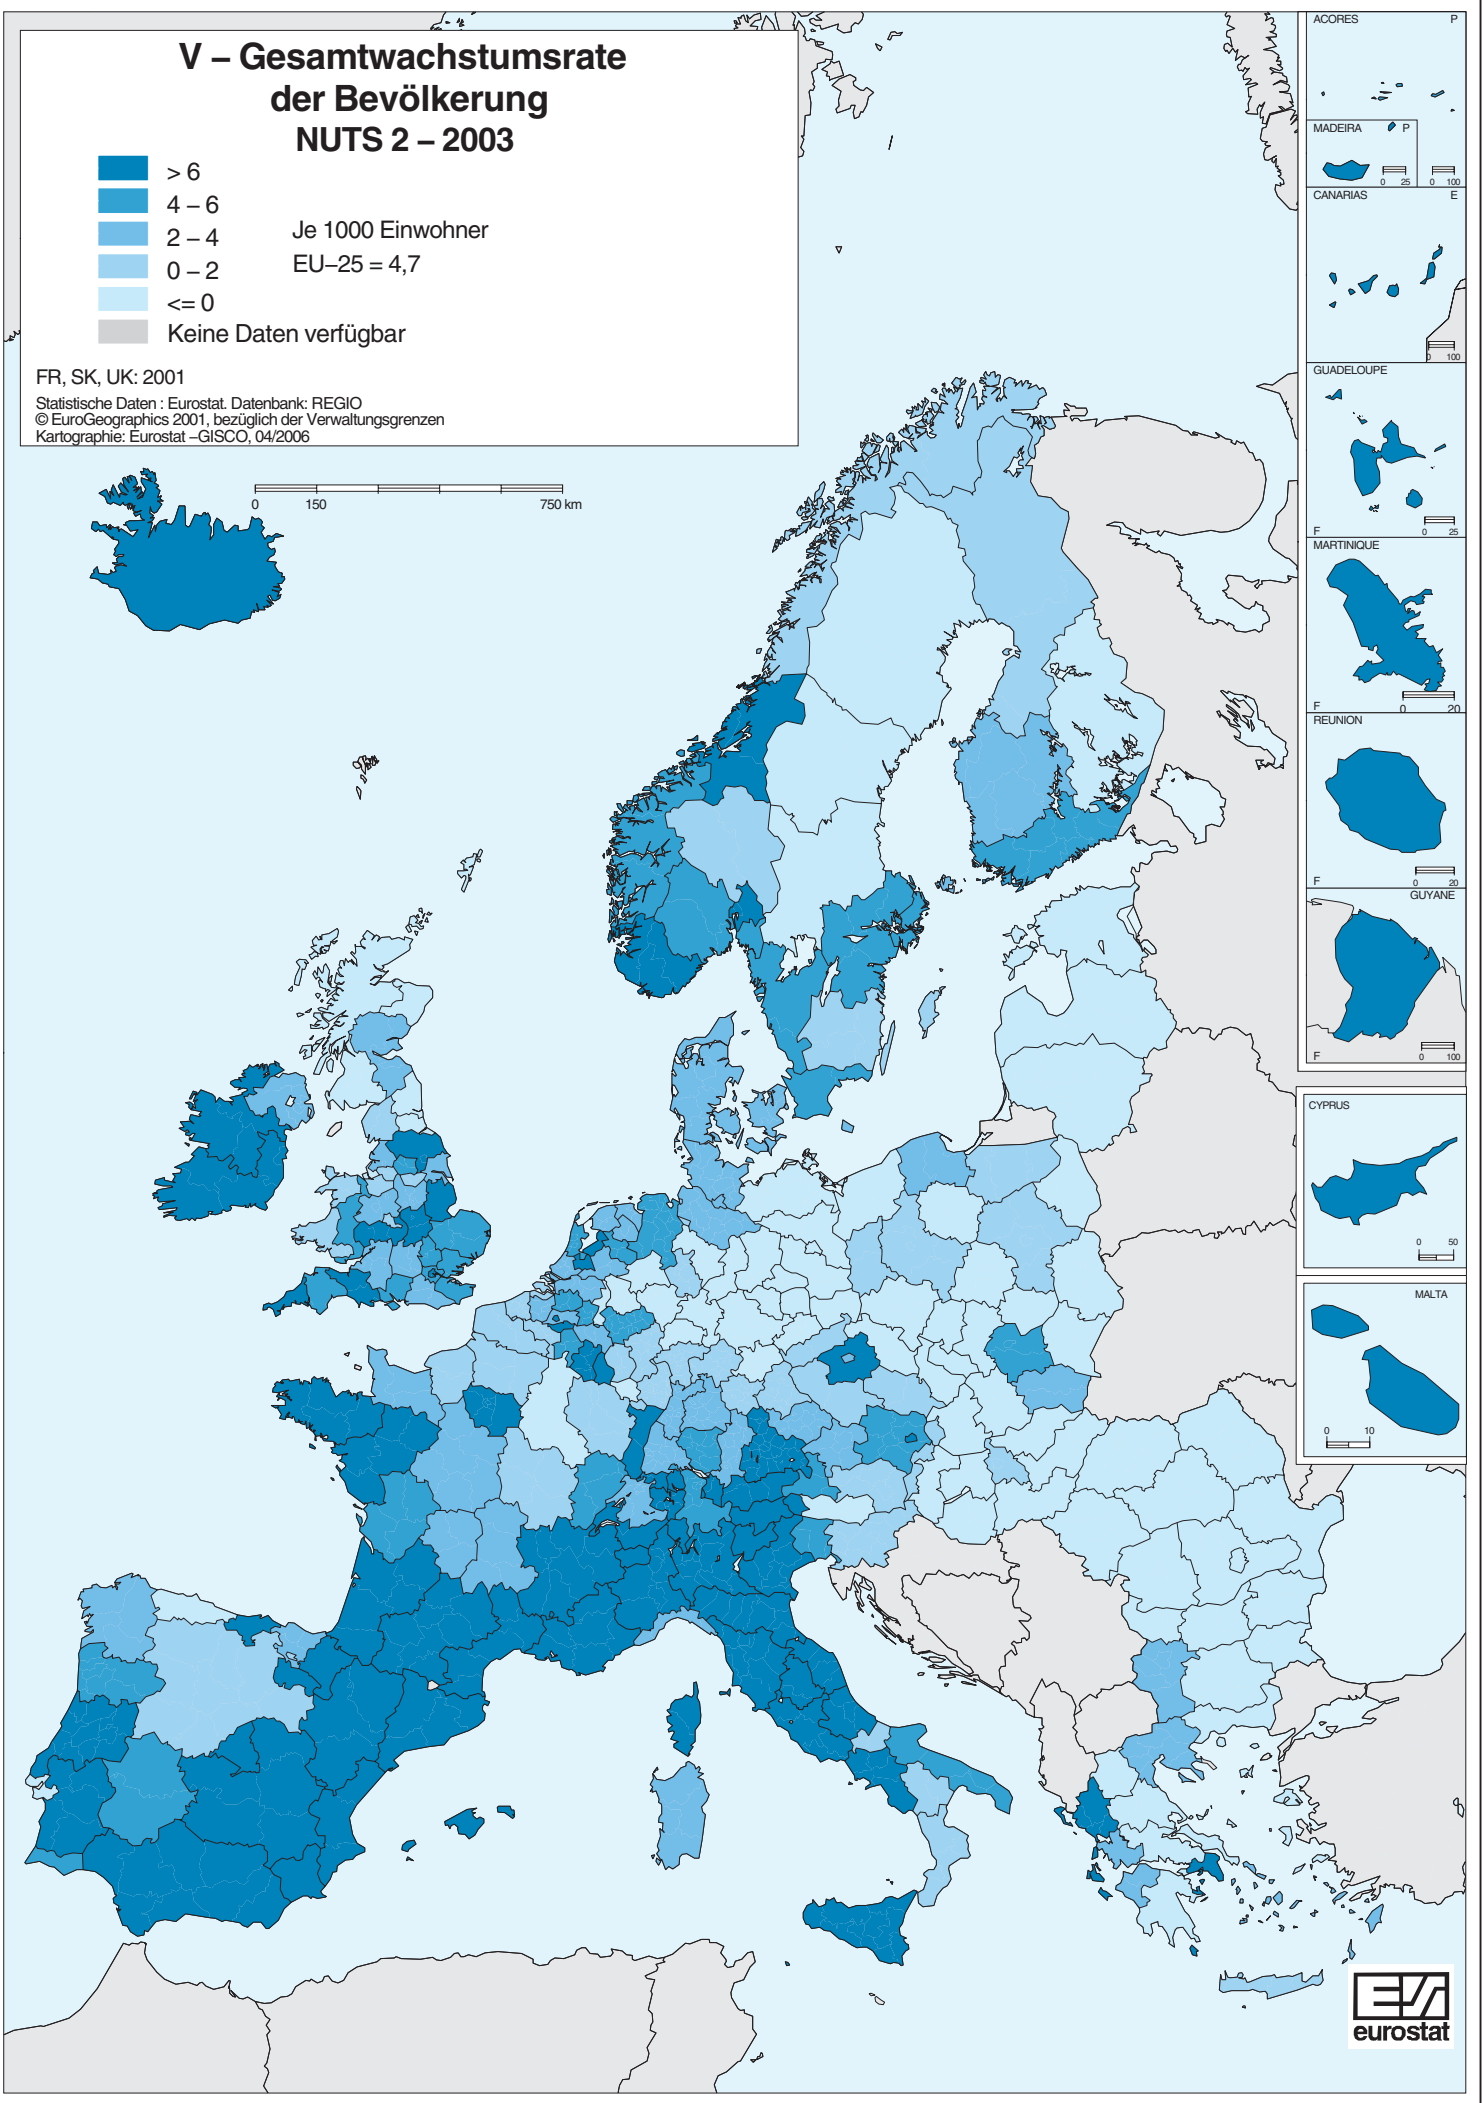 V – Gesamtwachstumsrate
der Bevölkerung
NUTS 2 – 2003
> 6
4 – 6
2 – 4
0 – 2
<= 0
Keine Daten verfügbar
Je 1000 Einwohner
EU–25 = 4,7
FR, SK, UK: 2001
Statistische Daten : Eurostat. Datenbank: REGIO
© EuroGeographics 2001, bezüglich der Verwaltungsgrenzen
Kartographie: Eurostat –GISCO, 04/2006
0 150 750 km
ACORES P
MADEIRA P
0 25 0 100
CANARIAS E
0 100
GUADELOUPE
F 0 25
MARTINIQUE
F 0 20
REUNION
F 0 20
GUYANE
F 0 100
CYPRUS
0 50
MALTA
0 10
eurostat